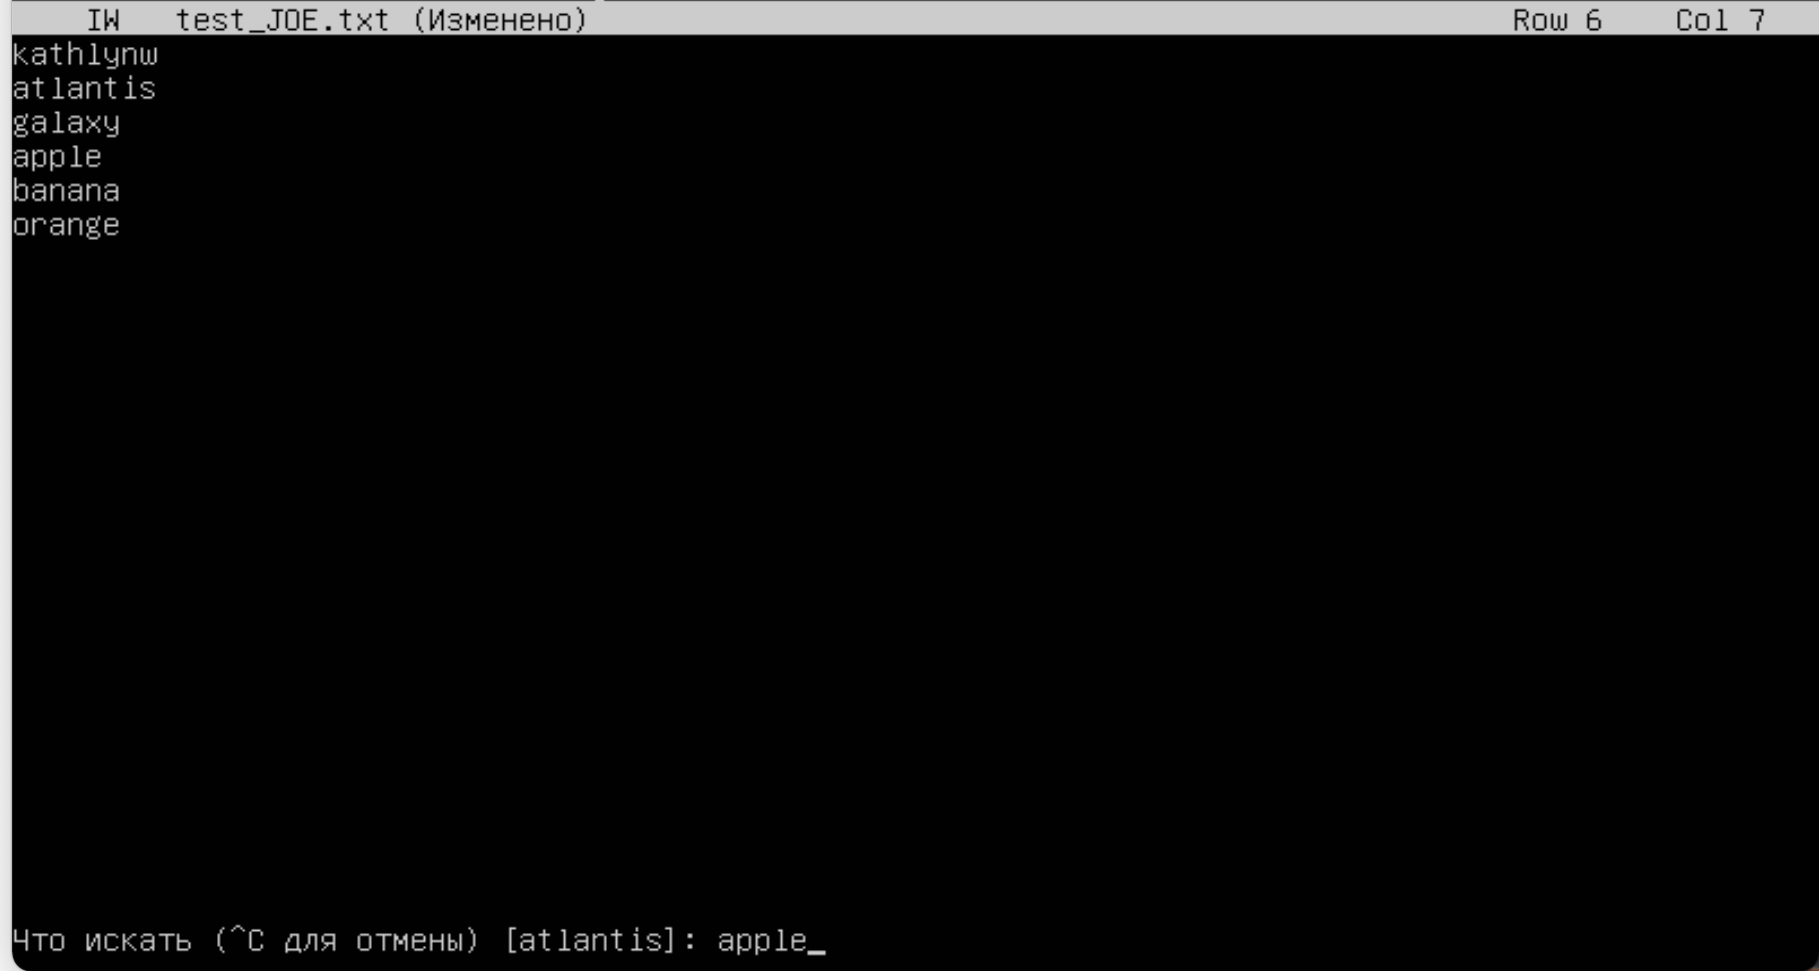 IW test_JOE.txt (Изменено) Row 6 Col 7
kathlynw
atlantis
galaxy
apple
banana
orange
Что искать (^C для отмены) [atlantis]: apple_